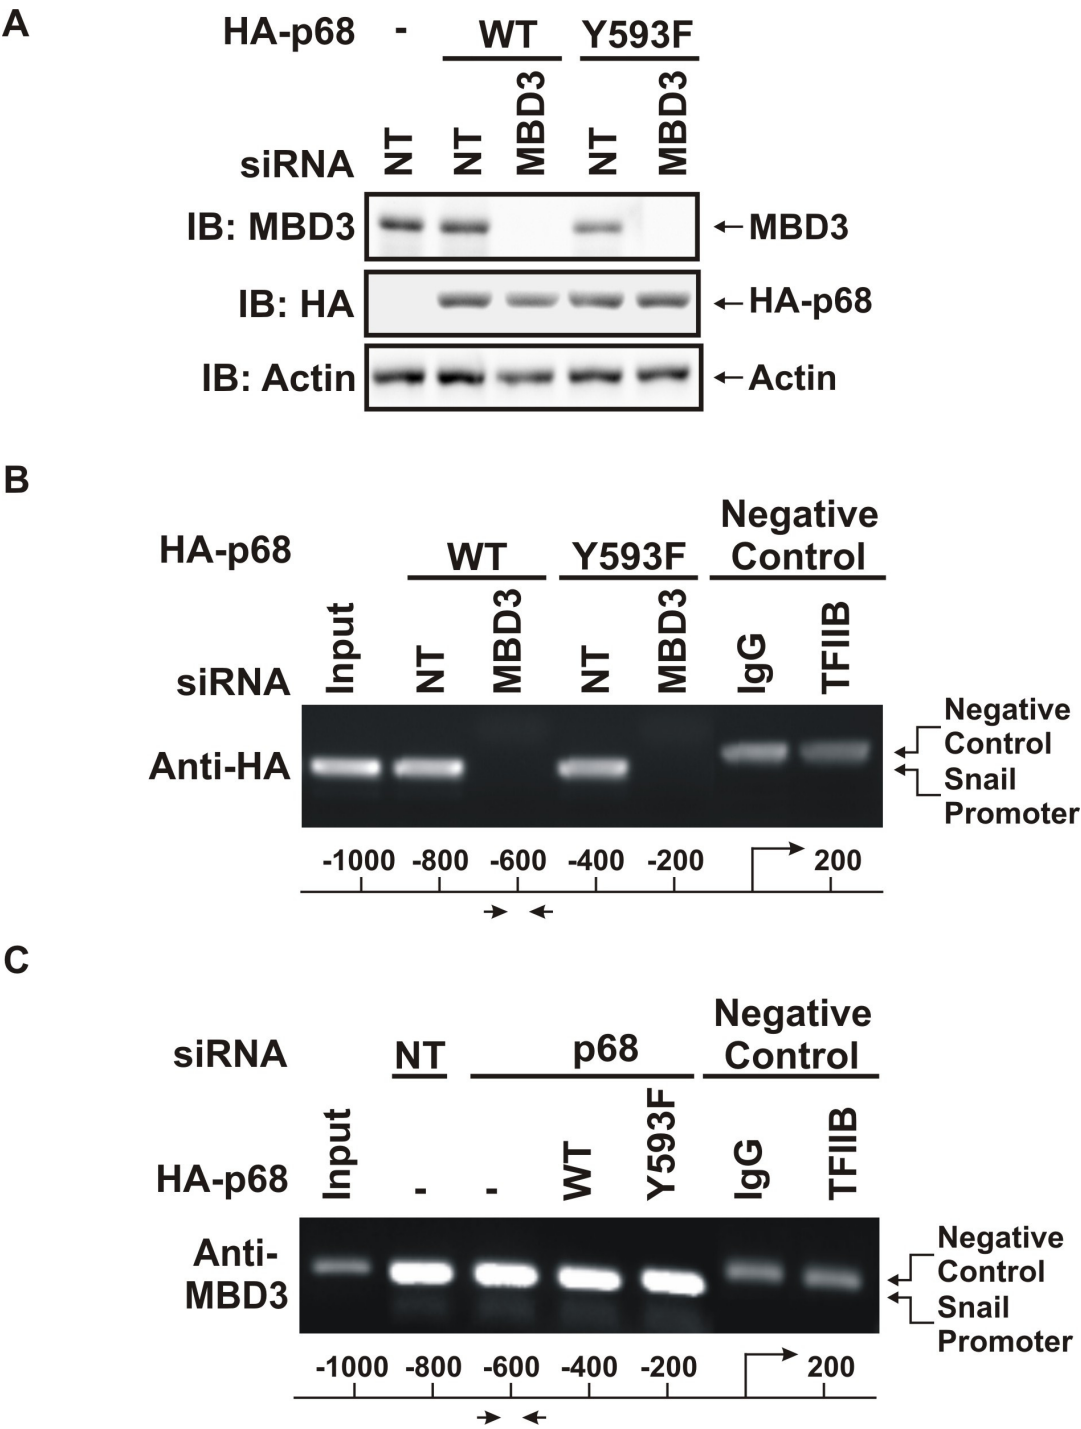 A
HA-p68 - WT Y593F
siRNA NT NT MBD3 NT MBD3
IB: MBD3 MBD3
IB: HA HA-p68
IB: Actin Actin
B
Negative
Control
HA-p68 WT Y593F
siRNA Input NT MBD3 NT MBD3 IgG TFIIB
Anti-HA
Negative
Control
Snail
Promoter
-1000 -800 -600 -400 -200 200
C
Negative
Control
siRNA NT p68
HA-p68 Input - - WT Y593F IgG TFIIB
Anti-
MBD3
Negative
Control
Snail
Promoter
-1000 -800 -600 -400 -200 200